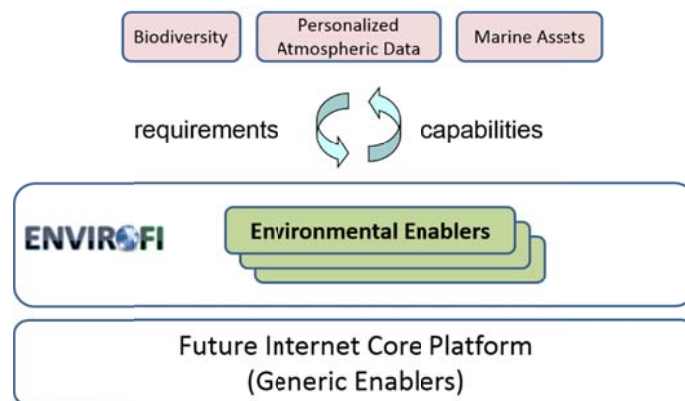 Biodiversity
Personalized
Atmospheric Data
Marine Assets
requirements
capabilities
ENVIROFI
Environmental Enablers
Future Internet Core Platform
(Generic Enablers)